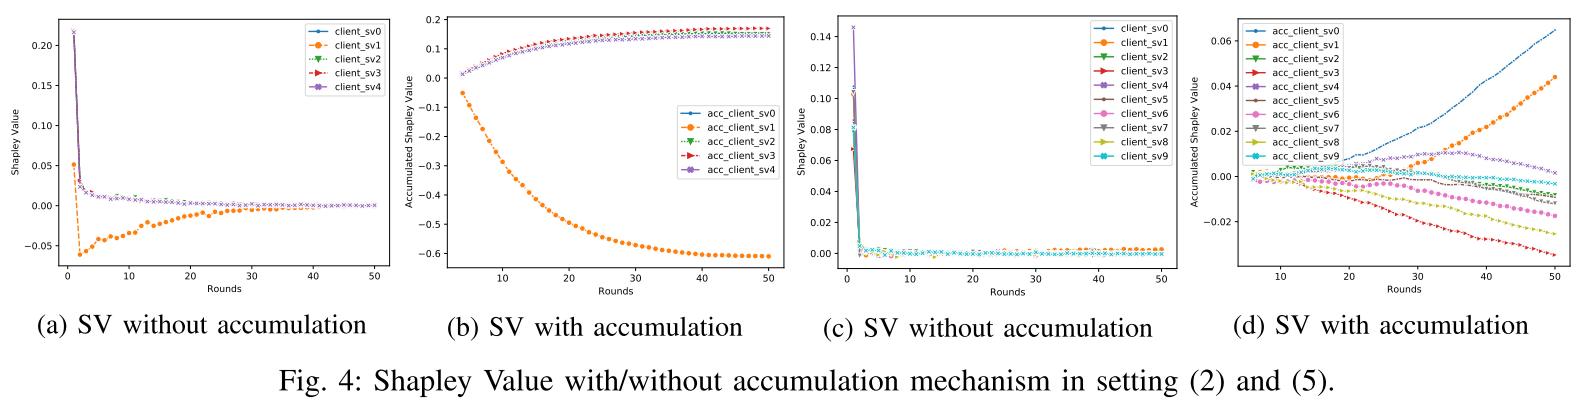 client_sv0
client_sv1
client_sv2
client_sv3
client_sv4
0.20
0.15
0.10
0.05
0.00
−0.05
Shapley Value
0 10 20 30 40 50
Rounds
(a) SV without accumulation
0.2
0.1
0.0
−0.1
−0.2
−0.3
−0.4
−0.5
−0.6
Accumulated Shapley Value
acc_client_sv0
acc_client_sv1
acc_client_sv2
acc_client_sv3
acc_client_sv4
10 20 30 40 50
Rounds
(b) SV with accumulation
0.14
0.12
0.10
0.08
0.06
0.04
0.02
0.00
Shapley Value
client_sv0
client_sv1
client_sv2
client_sv3
client_sv4
client_sv5
client_sv6
client_sv7
client_sv8
client_sv9
0 10 20 30 40 50
Rounds
(c) SV without accumulation
0.06
0.04
0.02
0.00
−0.02
Accumulated Shapley Value
acc_client_sv0
acc_client_sv1
acc_client_sv2
acc_client_sv3
acc_client_sv4
acc_client_sv5
acc_client_sv6
acc_client_sv7
acc_client_sv8
acc_client_sv9
10 20 30 40 50
Rounds
(d) SV with accumulation
Fig. 4: Shapley Value with/without accumulation mechanism in setting (2) and (5).